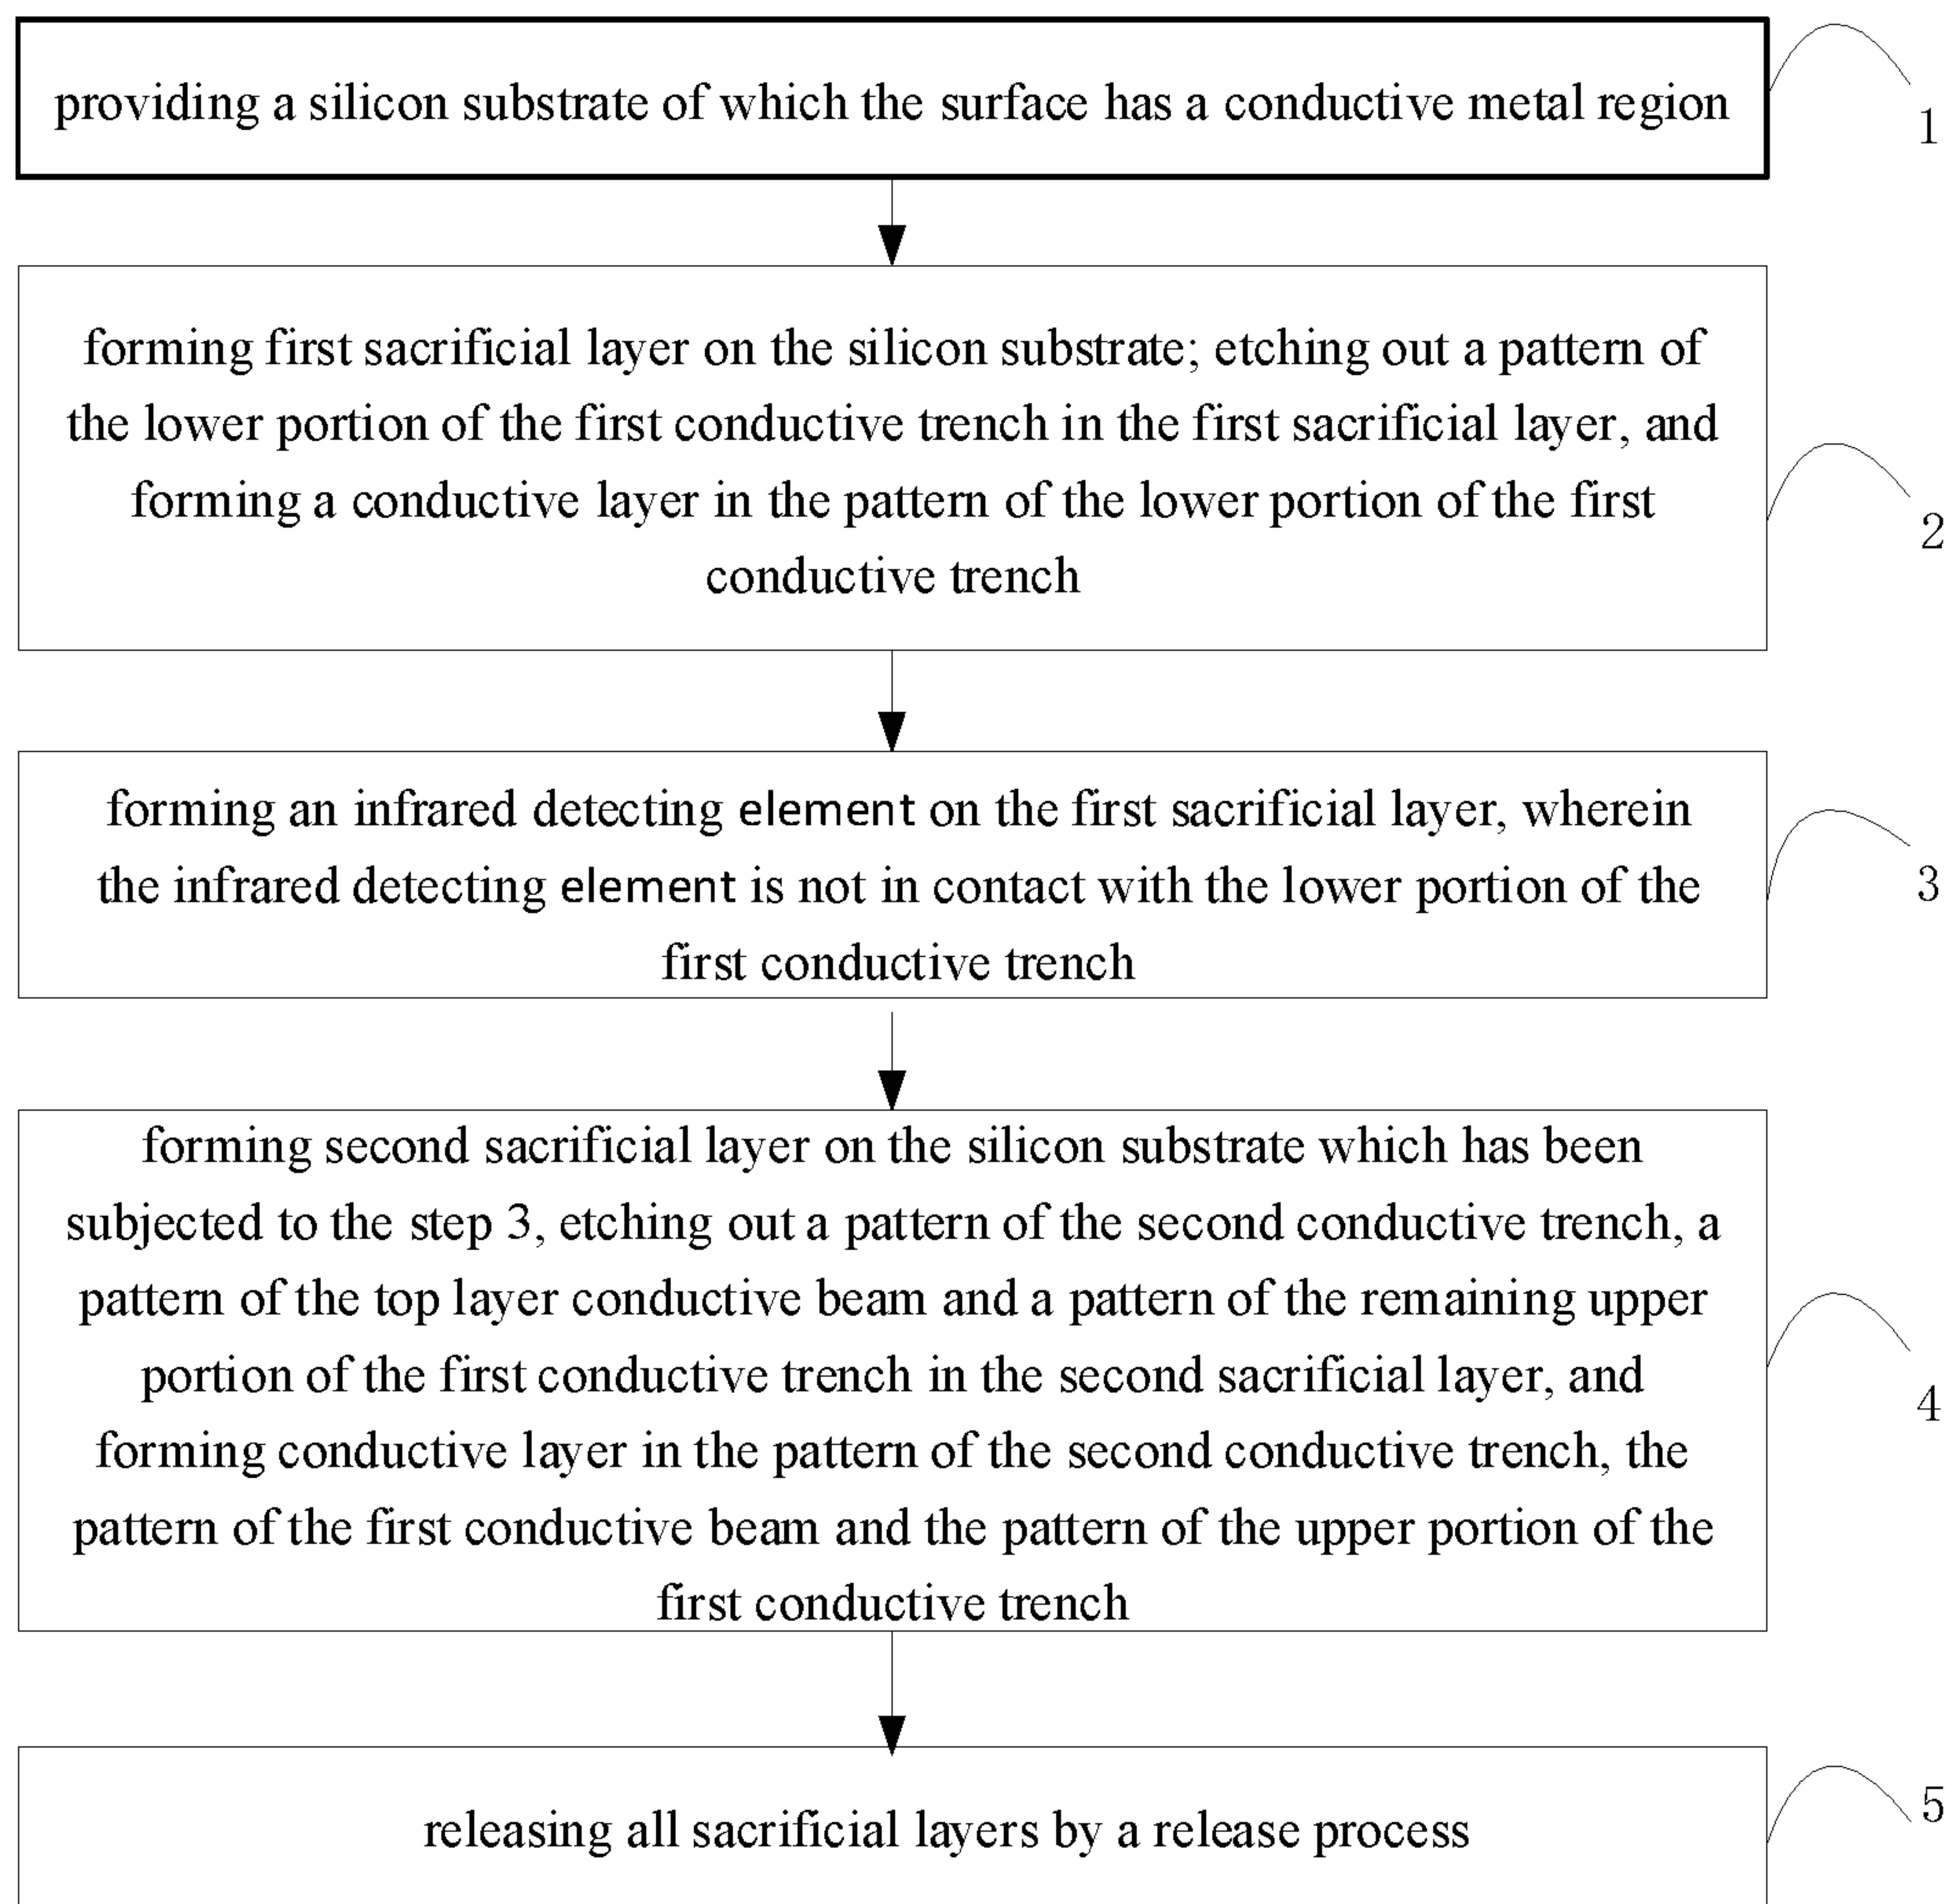 providing a silicon substrate of which the surface has a conductive metal region
1
forming first sacrificial layer on the silicon substrate; etching out a pattern of
the lower portion of the first conductive trench in the first sacrificial layer, and
forming a conductive layer in the pattern of the lower portion of the first
conductive trench
2
forming an infrared detecting element on the first sacrificial layer, wherein
the infrared detecting element is not in contact with the lower portion of the
first conductive trench
3
forming second sacrificial layer on the silicon substrate which has been
subjected to the step 3, etching out a pattern of the second conductive trench, a
pattern of the top layer conductive beam and a pattern of the remaining upper
portion of the first conductive trench in the second sacrificial layer, and
forming conductive layer in the pattern of the second conductive trench, the
pattern of the first conductive beam and the pattern of the upper portion of the
first conductive trench
4
releasing all sacrificial layers by a release process
5